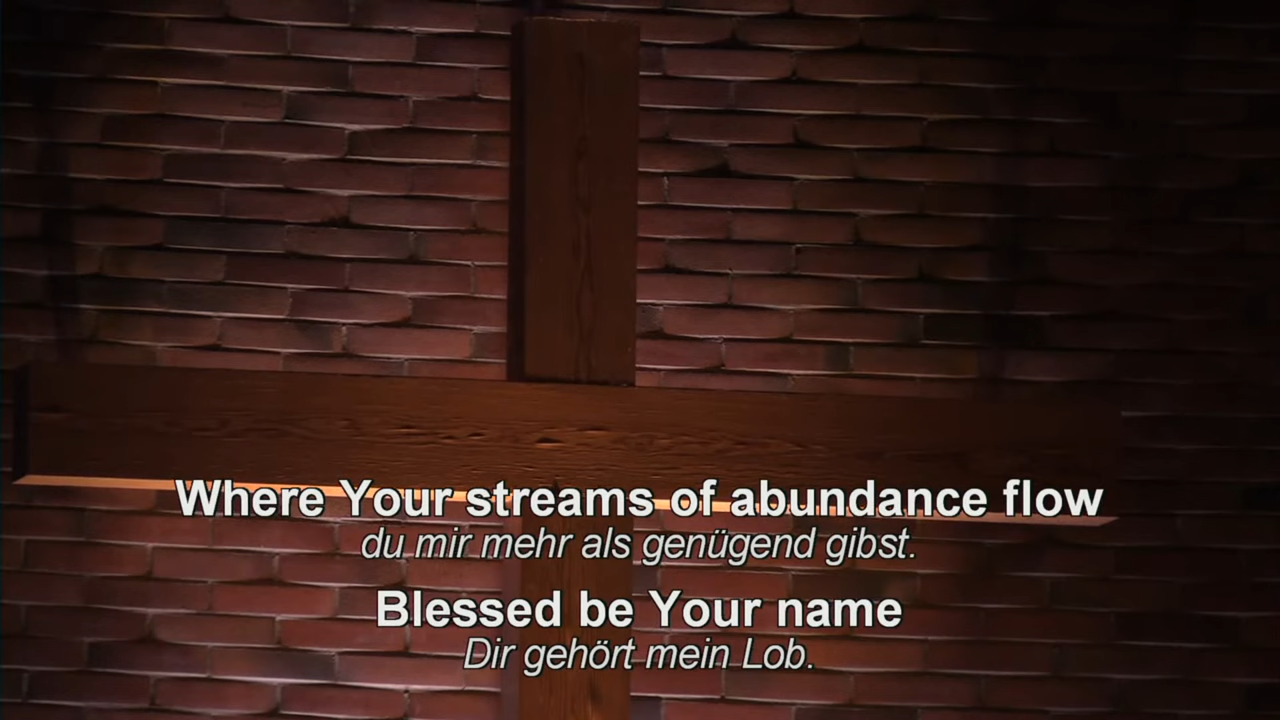 Where Your streams of abundance flow
du mir mehr als genügend gibst.
Blessed be Your name
Dir gehört mein Lob.